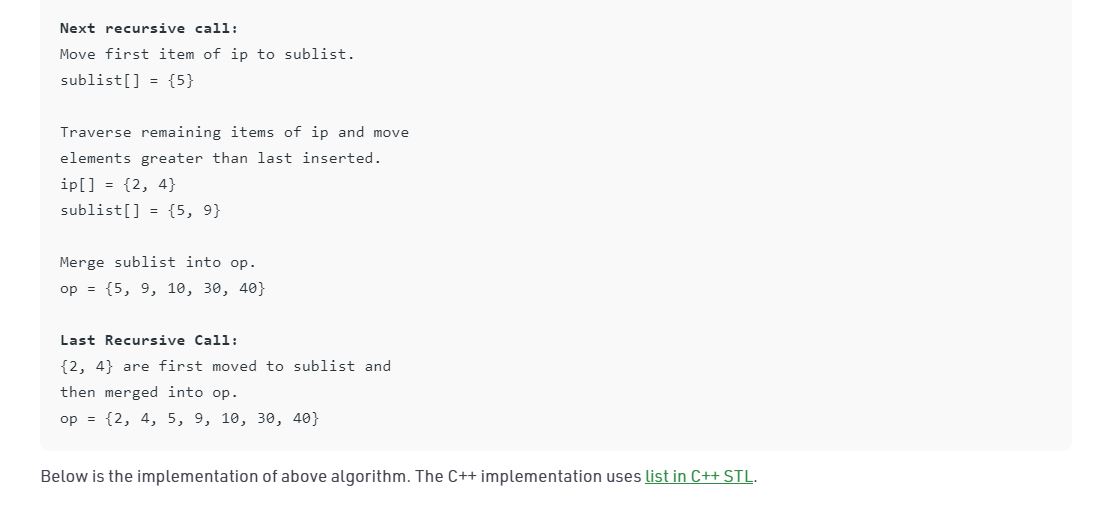 Next recursive call:
Move first item of ip to sublist.
sublist[] = {5}
Traverse remaining items of ip and move
elements greater than last inserted.
ip[] = {2, 4}
sublist[] = {5, 9}
Merge sublist into op.
op = {5, 9, 10, 30, 40}
Last Recursive Call:
{2, 4} are first moved to sublist and
then merged into op.
op = {2, 4, 5, 9, 10, 30, 40}
Below is the implementation of above algorithm. The C++ implementation uses list in C++ STL.